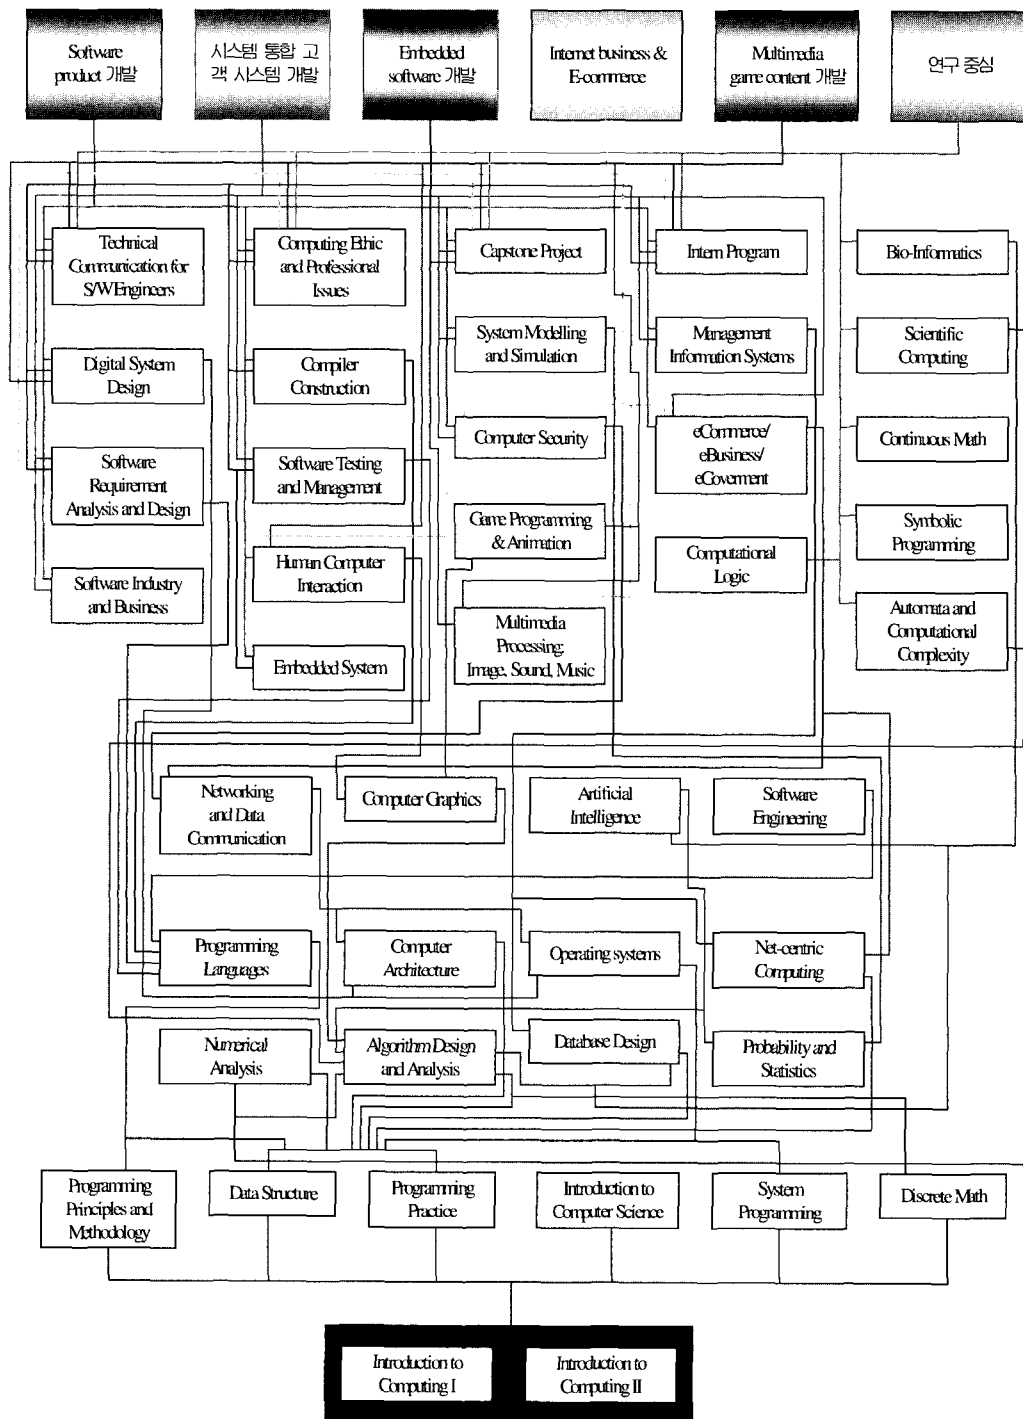 Software
product 개발
시스템 통합 고
객 시스템 개발
Embedded
software 개발
Internet business &
E-commerce
Multimedia
game content 개발
연구 중심
Technical
Communication for
S/W Engineers
Computing Ethic
and Professional
Issues
Capstone Project
Intern Program
Bio-Informatics
Digital System
Design
Compiler
Construction
System Modelling
and Simulation
Management
Information Systems
Scientific
Computing
Software
Requirement
Analysis and Design
Software Testing
and Management
Computer Security
eCommerce/
eBusiness/
eGoverment
Continuous Math
Software Industry
and Business
Human Computer
Interaction
Game Programming
& Animation
Computational
Logic
Symbolic
Programming
Embedded System
Multimedia
Processing:
Image, Sound, Music
Automata and
Computational
Complexity
Networking
and Data
Communication
Computer Graphics
Artificial
Intelligence
Software
Engineering
Programming
Languages
Computer
Architecture
Operating systems
Net-centric
Computing
Numerical
Analysis
Algorithm Design
and Analysis
Database Design
Probability and
Statistics
Programming
Principles and
Methodology
Data Structure
Programming
Practice
Introduction to
Computer Science
System
Programming
Discrete Math
Introduction to
Computing I
Introduction to
Computing II